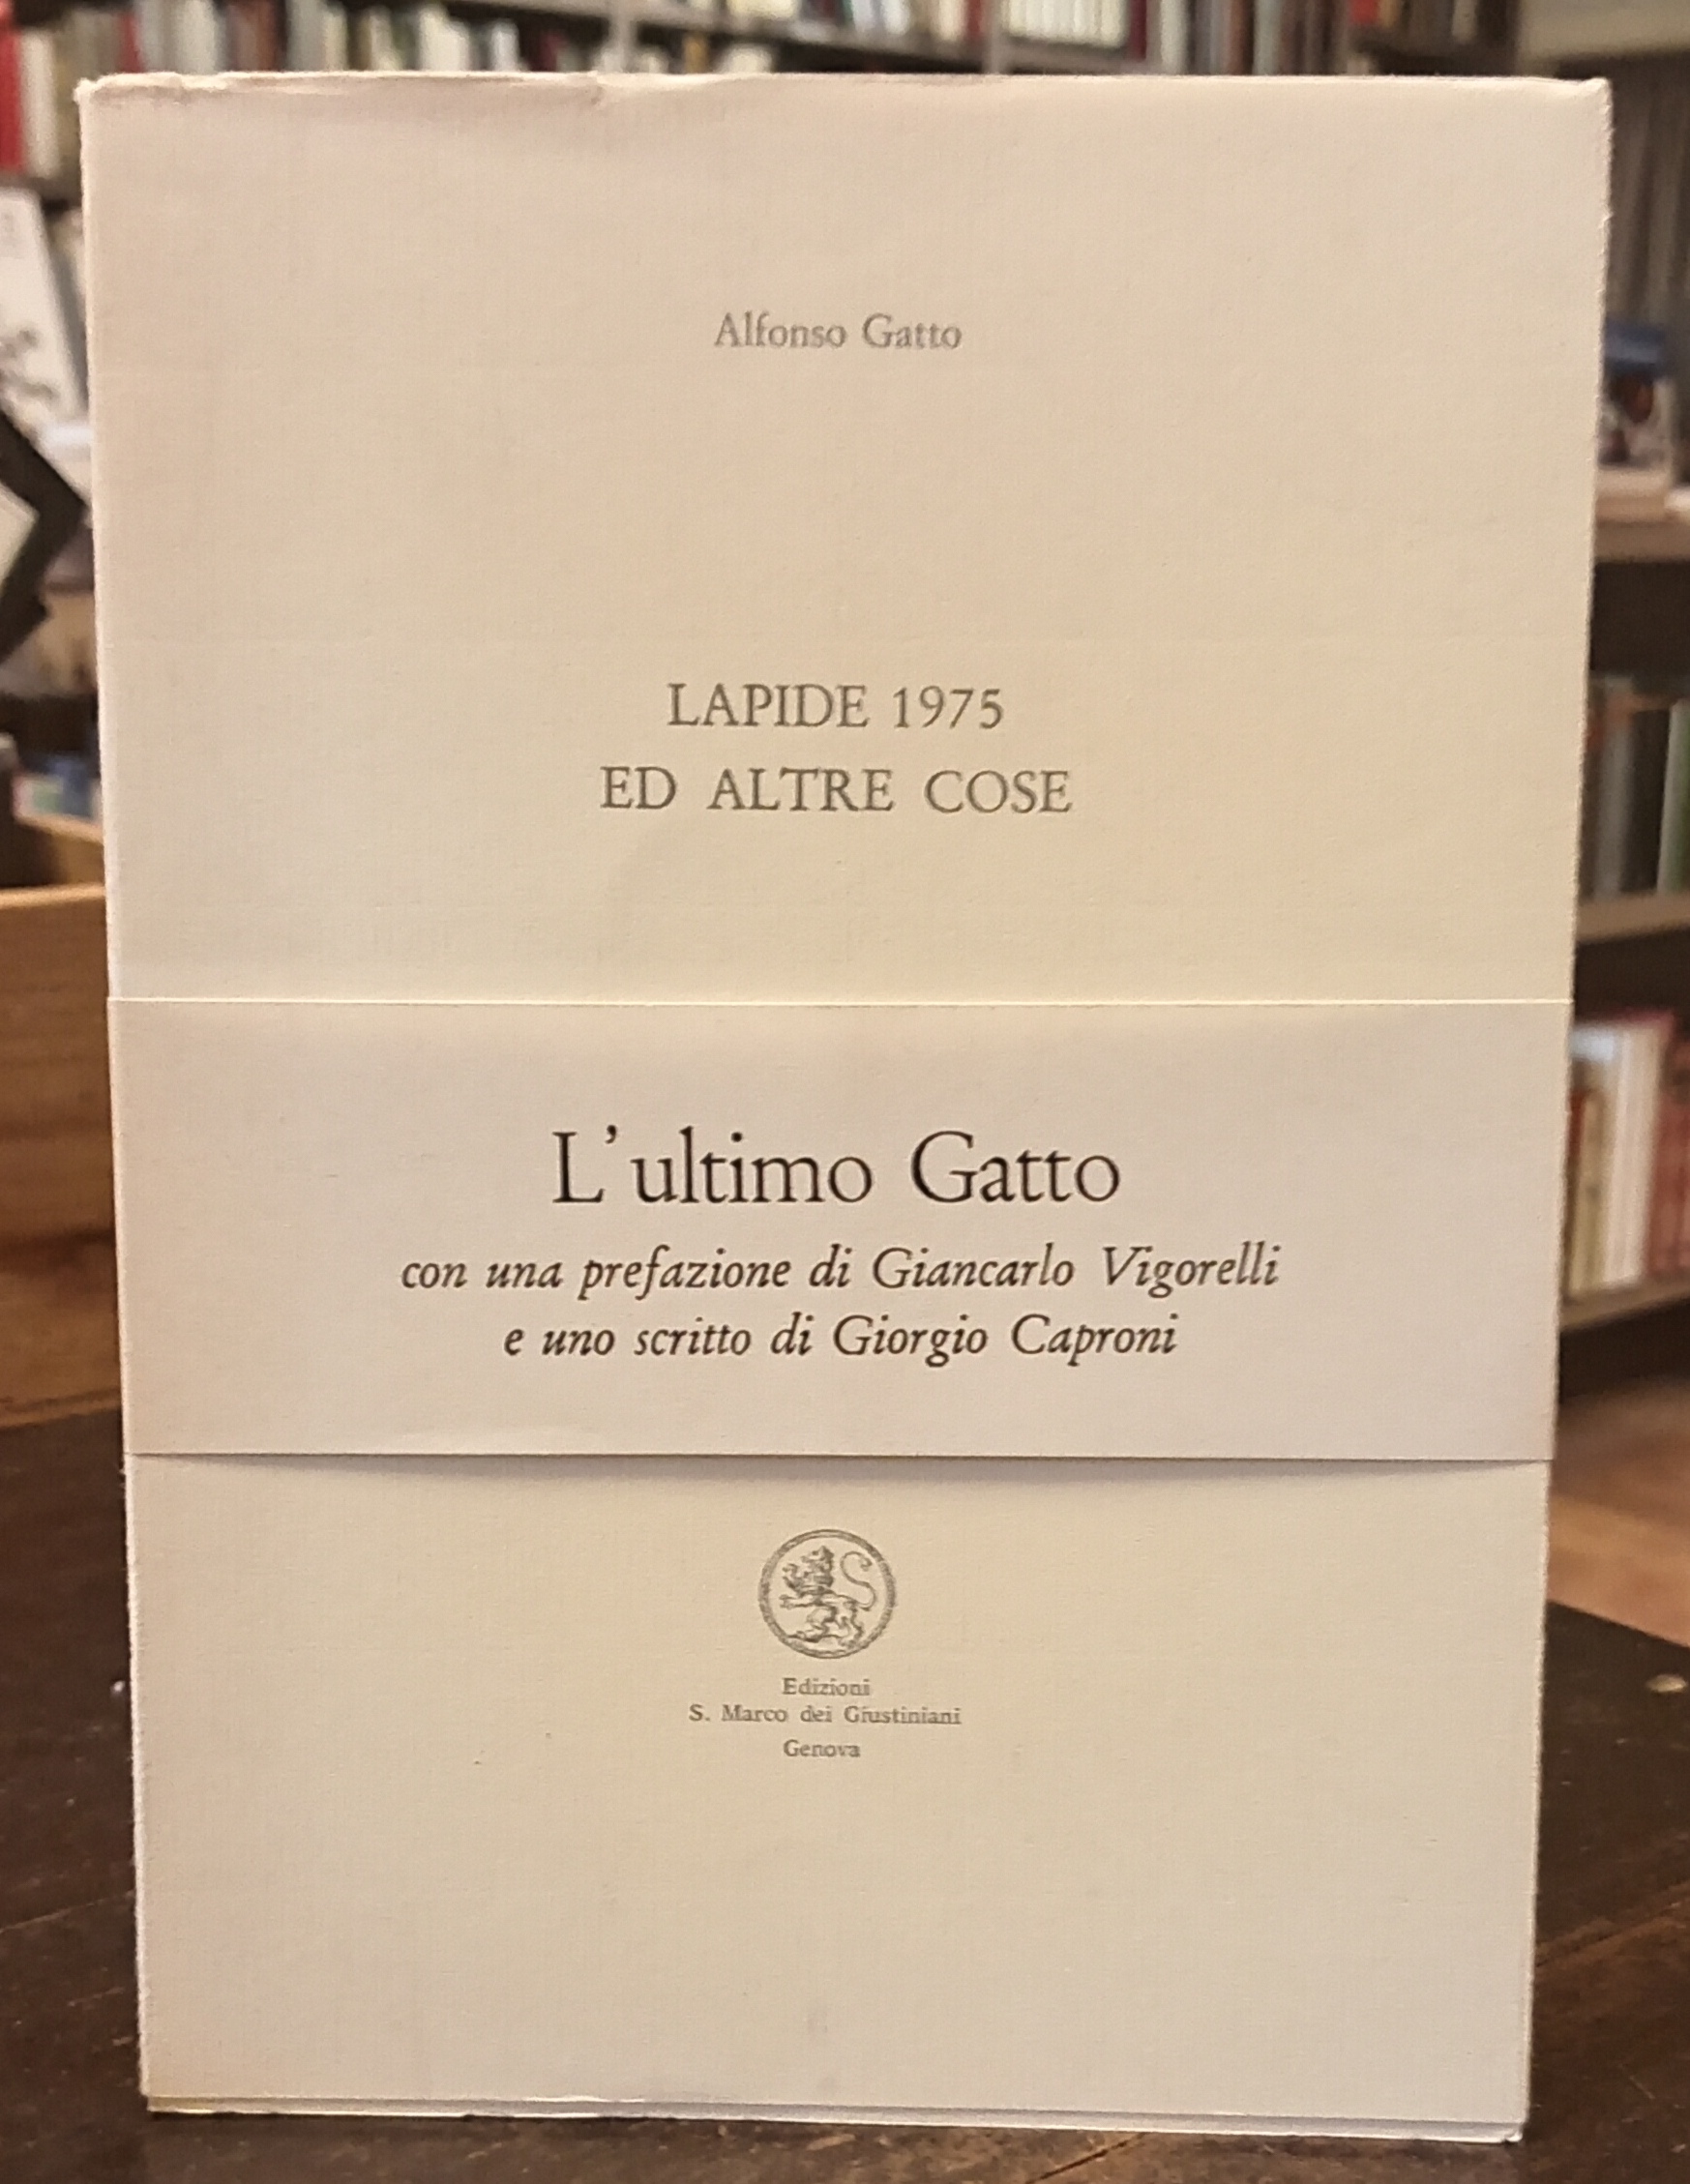 Alfonso Gatto
LAPIDE 1975
ED ALTRE COSE
L'ultimo Gatto
con una prefazione di Giancarlo Vigorelli
e uno scritto di Giorgio Caproni
Edizioni
S. Marco dei Giustiniani
Genova